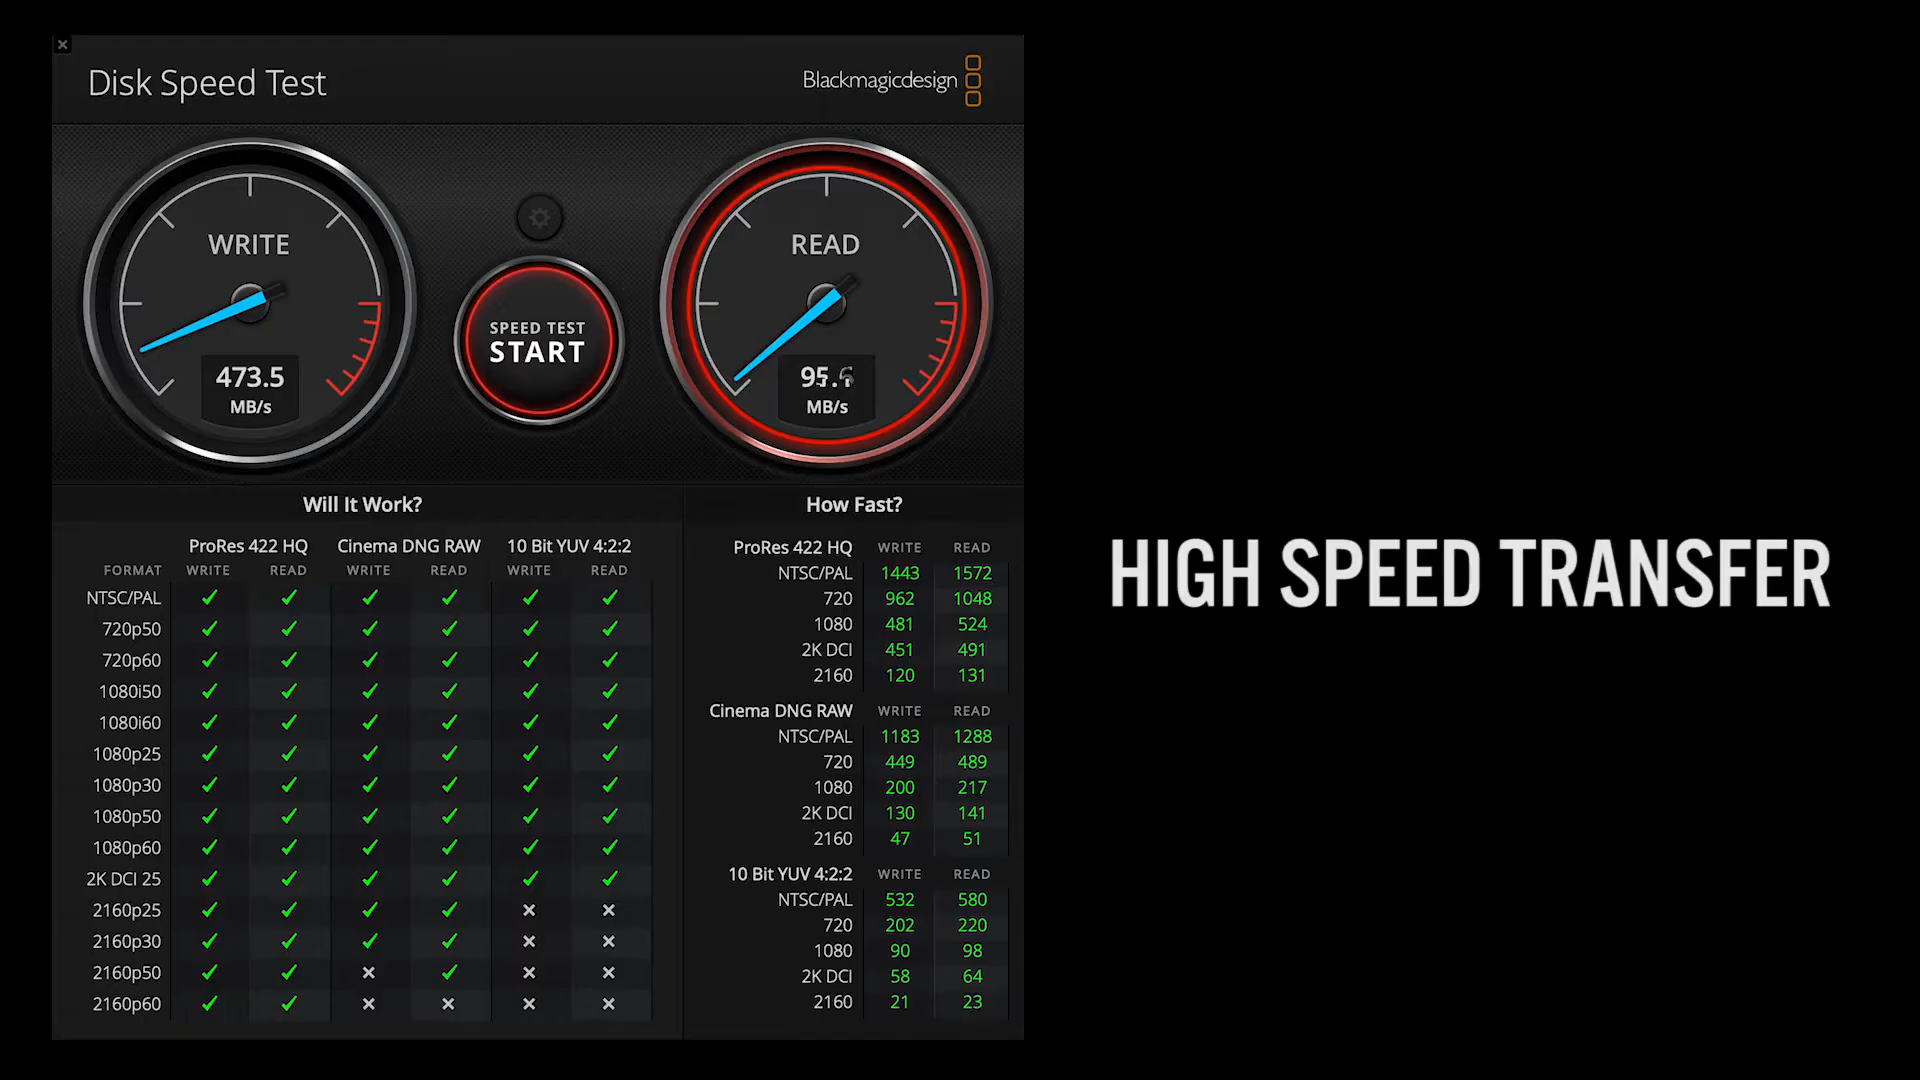 Disk Speed Test
Blackmagicdesign
WRITE
473.5
MB/s
SPEED TEST
START
READ
MB/s
Will It Work?
ProRes 422 HQ Cinema DNG RAW 10 Bit YUV 4:2:2
FORMAT WRITE READ WRITE READ WRITE READ
NTSC/PAL ✓ ✓ ✓ ✓ ✓ ✓
720p50 ✓ ✓ ✓ ✓ ✓ ✓
720p60 ✓ ✓ ✓ ✓ ✓ ✓
1080i50 ✓ ✓ ✓ ✓ ✓ ✓
1080i60 ✓ ✓ ✓ ✓ ✓ ✓
1080p25 ✓ ✓ ✓ ✓ ✓ ✓
1080p30 ✓ ✓ ✓ ✓ ✓ ✓
1080p50 ✓ ✓ ✓ ✓ ✓ ✓
1080p60 ✓ ✓ ✓ ✓ ✓ ✓
2K DCI 25 ✓ ✓ ✓ ✓ ✓ ✓
2160p25 ✓ ✓ ✓ ✓ × ×
2160p30 ✓ ✓ ✓ ✓ × ×
2160p50 ✓ ✓ × ✓ × ×
2160p60 ✓ ✓ × × × ×
How Fast?
ProRes 422 HQ WRITE READ
NTSC/PAL 1443 1572
720 962 1048
1080 481 524
2K DCI 451 491
2160 120 131
Cinema DNG RAW WRITE READ
NTSC/PAL 1183 1288
720 449 489
1080 200 217
2K DCI 130 141
2160 47 51
10 Bit YUV 4:2:2 WRITE READ
NTSC/PAL 532 580
720 202 220
1080 90 98
2K DCI 58 64
2160 21 23
HIGH SPEED TRANSFER